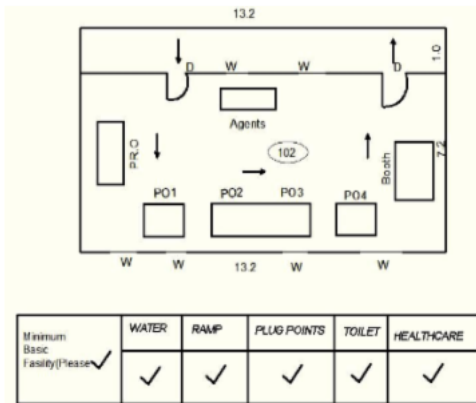 13.2
D W W D
1.0
Agents
PR.O
102
Booth
7.2
PO1 PO2 PO3 PO4
W W 13.2 W W
Minimum
Basic
Fasility(Please
WATER RAMP PLUG POINTS TOILET HEALTHCARE